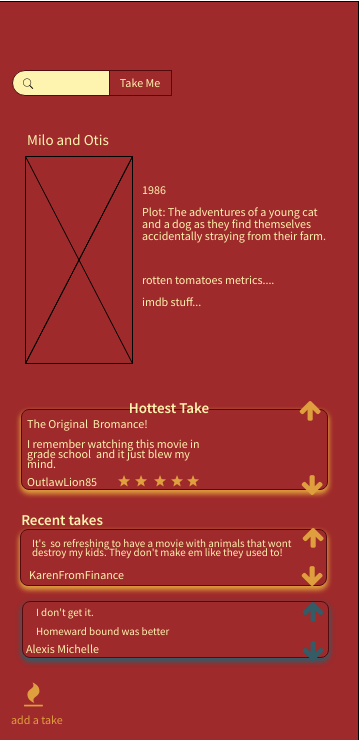 Take Me
Milo and Otis
1986
Plot: The adventures of a young cat
and a dog as they find themselves
accidentally straying from their farm.
rotten tomatoes metrics....
imdb stuff...
Hottest Take
The Original Bromance!
I remember watching this movie in
grade school and it just blew my
mind.
OutlawLion85
Recent takes
It's so refreshing to have a movie with animals that wont
destroy my kids. They don't make em like they used to!
KarenFromFinance
I don't get it.
Homeward bound was better
Alexis Michelle
add a take